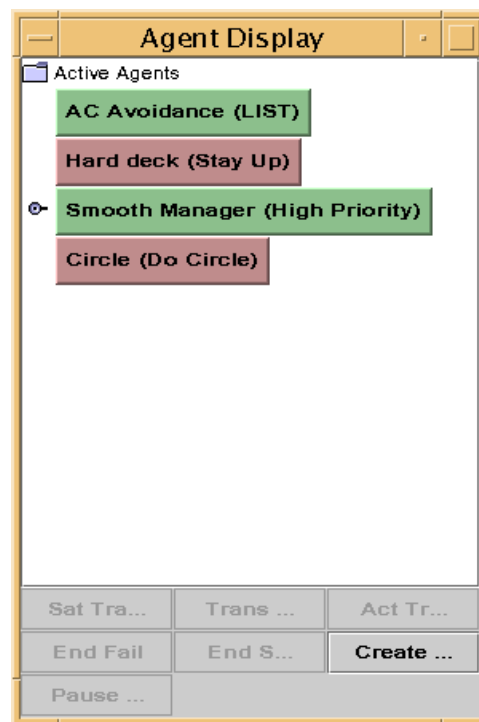 Agent Display
Active Agents
AC Avoidance (LIST)
Hard deck (Stay Up)
Smooth Manager (High Priority)
Circle (Do Circle)
Sat Tra... Trans ... Act Tr...
End Fail End S... Create ...
Pause ...